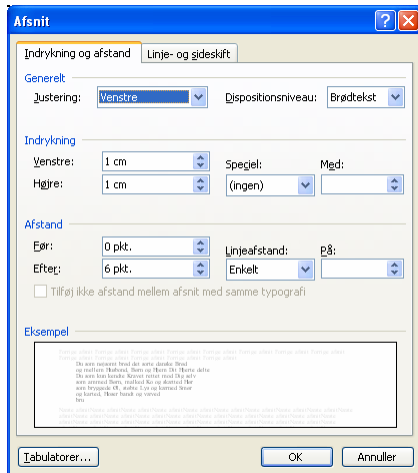 Afsnit
Indrykning og afstand Linje- og sideskift
Generelt
Justering: Venstre Dispositionsniveau: Brødtekst
Indrykning
Venstre: 1 cm Speciel: Med:
Højre: 1 cm (ingen)
Afstand
Før: 0 pkt. Linjeafstand: På:
Efter: 6 pkt. Enkelt
Tilføj ikke afstand mellem afsnit med samme typografi
Eksempel
Tabulatorer... OK Annuller